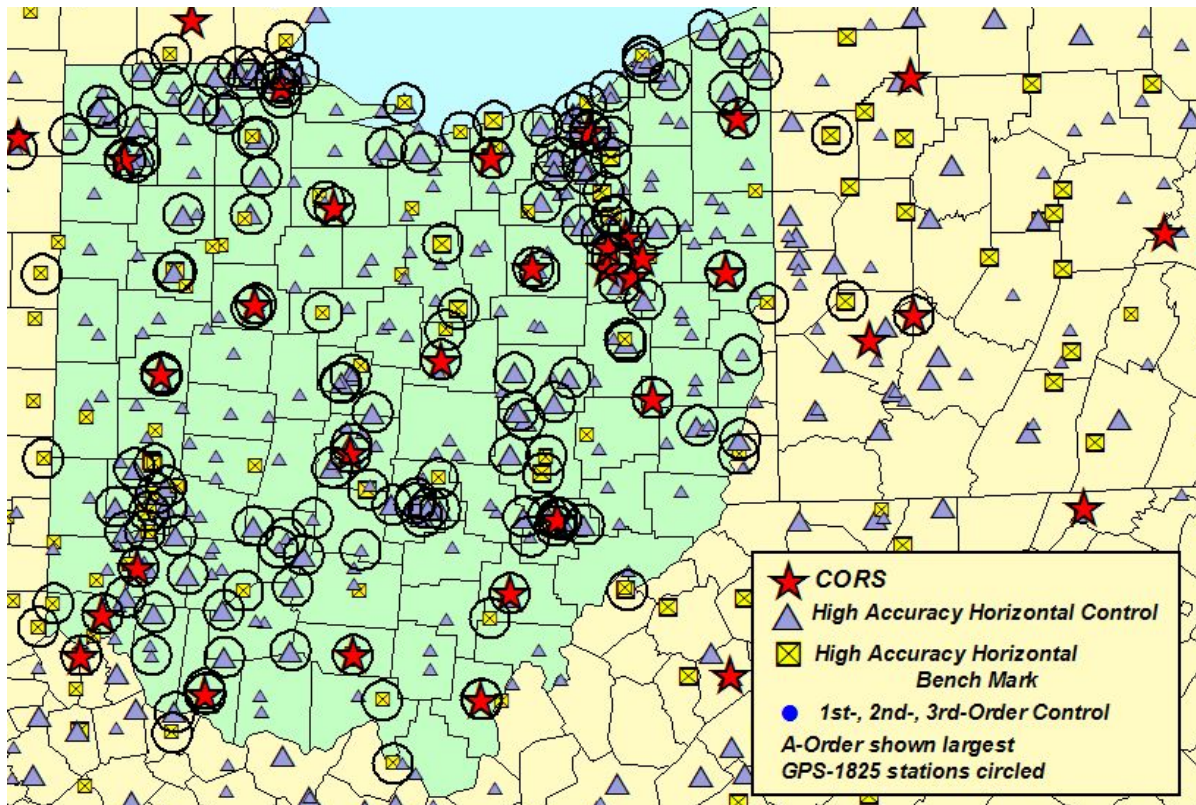 CORS
High Accuracy Horizontal Control
High Accuracy Horizontal
Bench Mark
1st-, 2nd-, 3rd-Order Control
A-Order shown largest
GPS-1825 stations circled